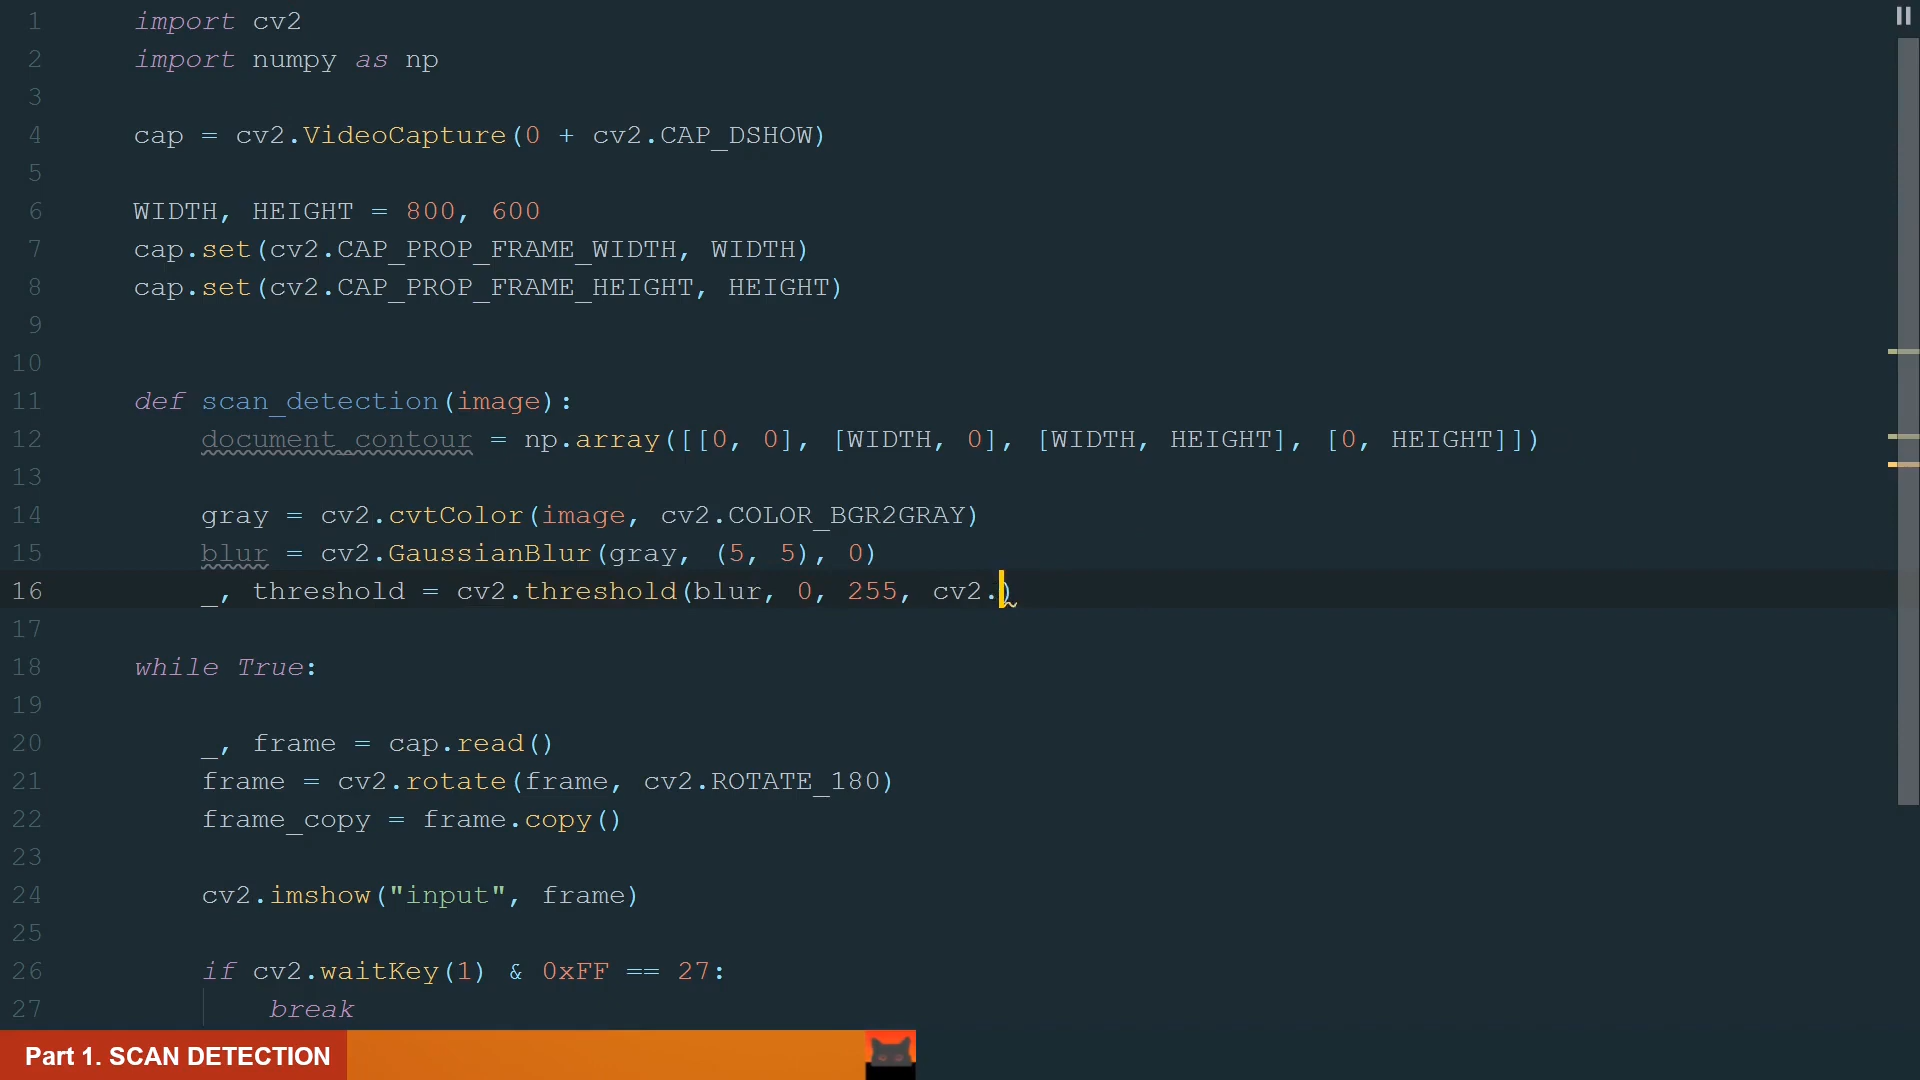 1 import cv2
2 import numpy as np
3
4 cap = cv2.VideoCapture(0 + cv2.CAP_DSHOW)
5
6 WIDTH, HEIGHT = 800, 600
7 cap.set(cv2.CAP_PROP_FRAME_WIDTH, WIDTH)
8 cap.set(cv2.CAP_PROP_FRAME_HEIGHT, HEIGHT)
9
10
11 def scan_detection(image):
12     document_contour = np.array([[0, 0], [WIDTH, 0], [WIDTH, HEIGHT], [0, HEIGHT]])
13
14     gray = cv2.cvtColor(image, cv2.COLOR_BGR2GRAY)
15     blur = cv2.GaussianBlur(gray, (5, 5), 0)
16     _, threshold = cv2.threshold(blur, 0, 255, cv2.)
17
18 while True:
19
20     _, frame = cap.read()
21     frame = cv2.rotate(frame, cv2.ROTATE_180)
22     frame_copy = frame.copy()
23
24     cv2.imshow("input", frame)
25
26     if cv2.waitKey(1) & 0xFF == 27:
27         break
Part 1. SCAN DETECTION